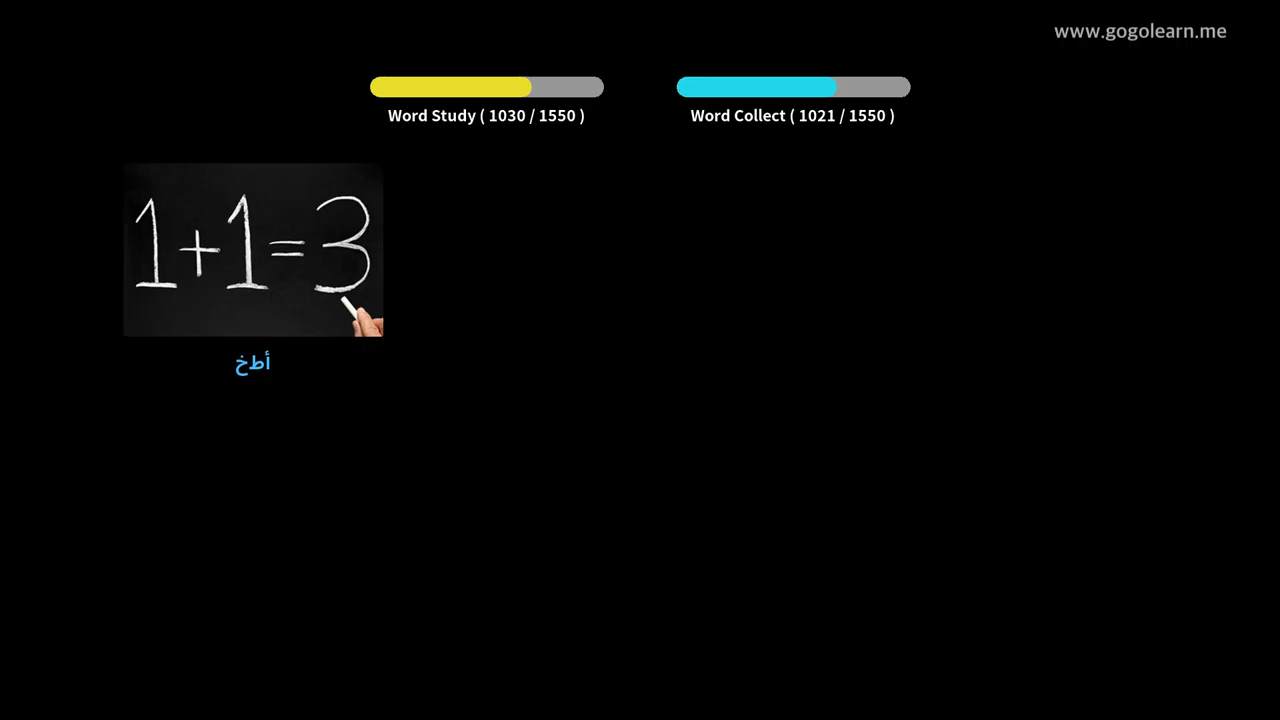 www.gogolearn.me
Word Study ( 1030 / 1550 )
Word Collect ( 1021 / 1550 )
1+1=3
أطخ